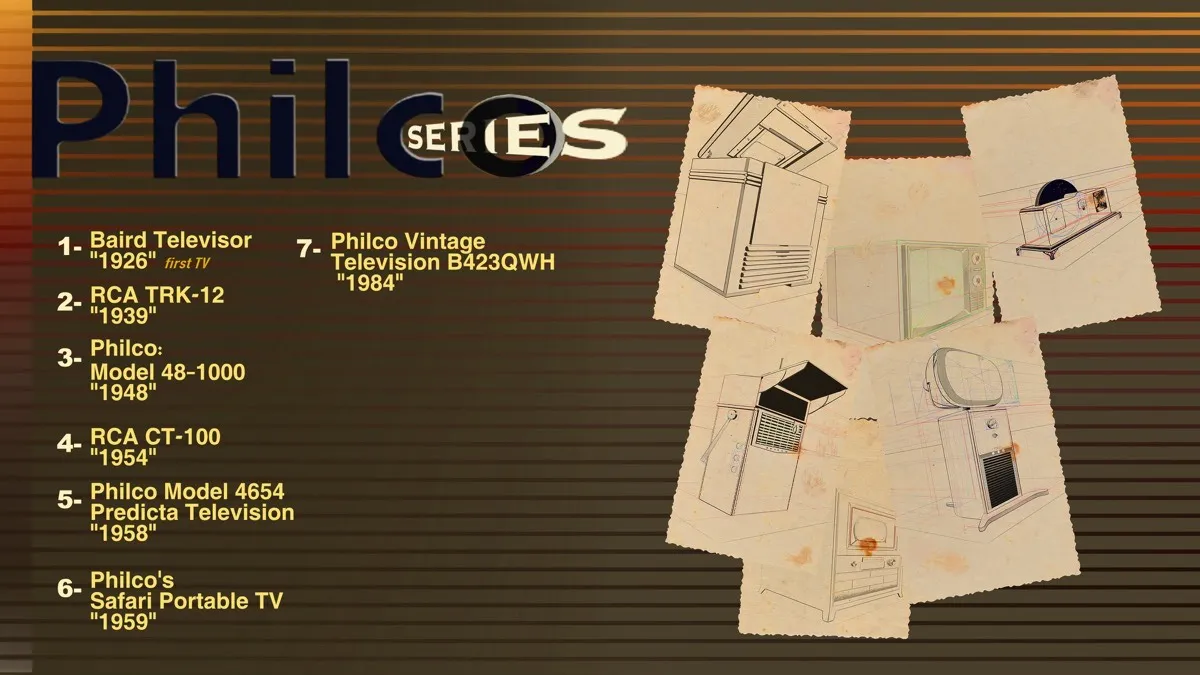 Philco
SERIES
1- Baird Televisor
"1926" first TV
2- RCA TRK-12
"1939"
3- Philco:
Model 48-1000
"1948"
4- RCA CT-100
"1954"
5- Philco Model 4654
Predicta Television
"1958"
6- Philco's
Safari Portable TV
"1959"
7- Philco Vintage
Television B423QWH
"1984"